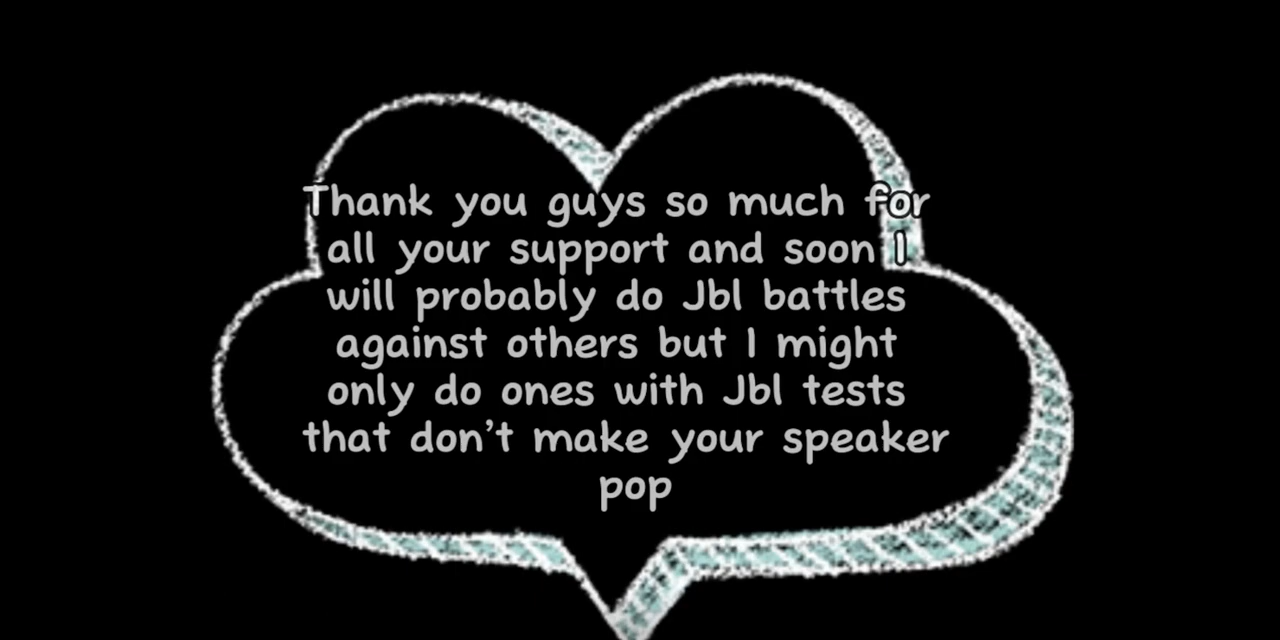 Thank you guys so much for
all your support and soon I
will probably do Jbl battles
against others but I might
only do ones with Jbl tests
that don't make your speaker
pop